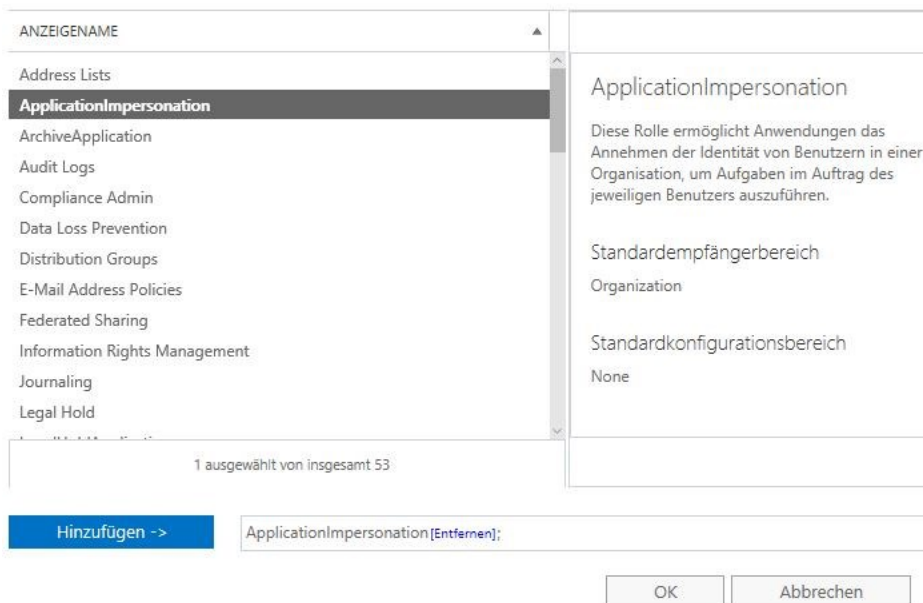 ANZEIGENAME
Address Lists
ApplicationImpersonation
ArchiveApplication
Audit Logs
Compliance Admin
Data Loss Prevention
Distribution Groups
E-Mail Address Policies
Federated Sharing
Information Rights Management
Journaling
Legal Hold
1 ausgewählt von insgesamt 53
ApplicationImpersonation
Diese Rolle ermöglicht Anwendungen das
Annehmen der Identität von Benutzern in einer
Organisation, um Aufgaben im Auftrag des
jeweiligen Benutzers auszuführen.
Standardempfängerbereich
Organization
Standardkonfigurationsbereich
None
Hinzufügen ->
ApplicationImpersonation[Entfernen];
OK
Abbrechen